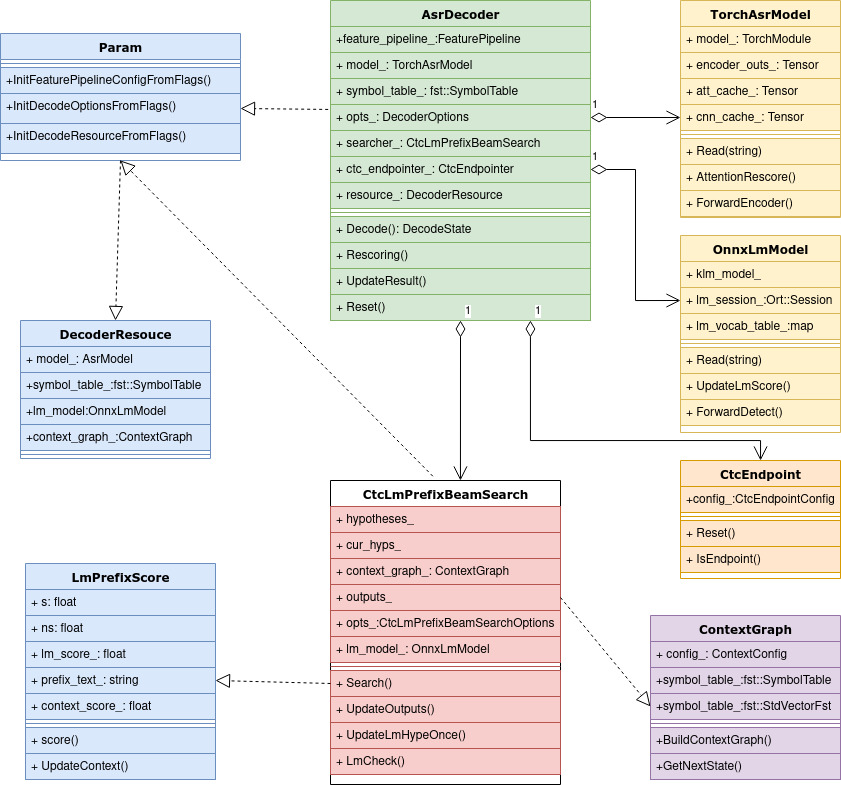 Param
+InitFeaturePipelineConfigFromFlags()
+InitDecodeOptionsFromFlags()
+InitDecodeResourceFromFlags()
AsrDecoder
+feature_pipeline_:FeaturePipeline
+ model_: TorchAsrModel
+ symbol_table_: fst::SymbolTable
+ opts_: DecoderOptions
+ searcher_: CtcLmPrefixBeamSearch
+ ctc_endpointer_: CtcEndpointer
+ resource_: DecoderResource
+ Decode(): DecodeState
+ Rescoring()
+ UpdateResult()
+ Reset()
1
1
1
1
TorchAsrModel
+ model_: TorchModule
+ encoder_outs_: Tensor
+ att_cache_: Tensor
+ cnn_cache_: Tensor
+ Read(string)
+ AttentionRescore()
+ ForwardEncoder()
OnnxLmModel
+ klm_model_
+ lm_session_:Ort::Session
+ lm_vocab_table_:map
+ Read(string)
+ UpdateLmScore()
+ ForwardDetect()
DecoderResouce
+ model_: AsrModel
+symbol_table_:fst::SymbolTable
+lm_model:OnnxLmModel
+context_graph_:ContextGraph
CtcEndpoint
+config_:CtcEndpointConfig
+ Reset()
+ IsEndpoint()
CtcLmPrefixBeamSearch
+ hypotheses_
+ cur_hyps_
+ context_graph_: ContextGraph
+ outputs_
+ opts_:CtcLmPrefixBeamSearchOptions
+ lm_model_: OnnxLmModel
+ Search()
+ UpdateOutputs()
+ UpdateLmHypeOnce()
+ LmCheck()
LmPrefixScore
+ s: float
+ ns: float
+ lm_score_: float
+ prefix_text_: string
+ context_score_: float
+ score()
+ UpdateContext()
ContextGraph
+ config_: ContextConfig
+symbol_table_:fst::SymbolTable
+symbol_table_:fst::StdVectorFst
+BuildContextGraph()
+GetNextState()